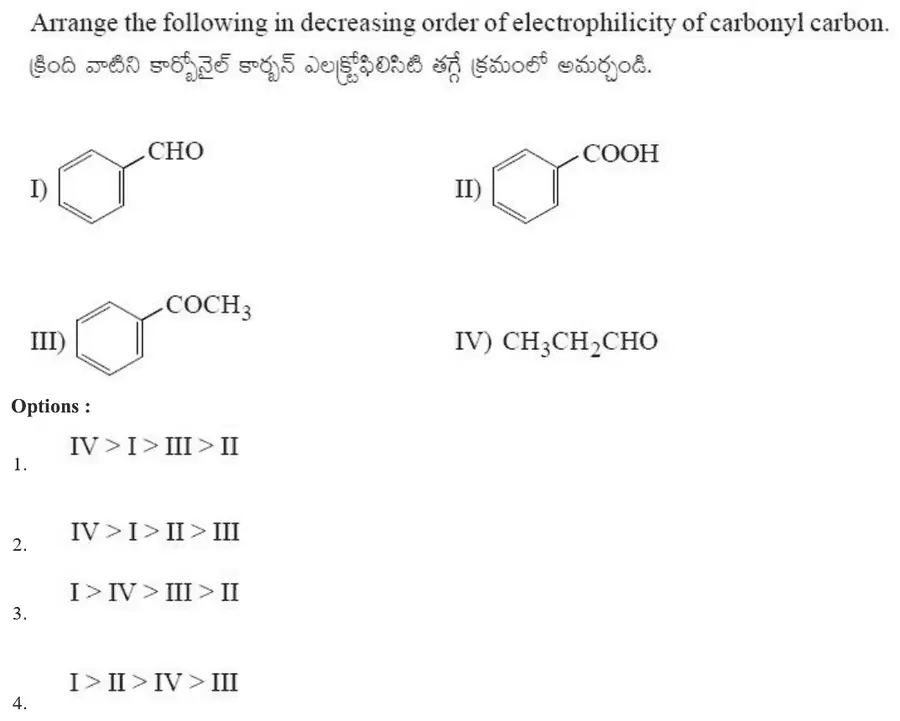 Arrange the following in decreasing order of electrophilicity of carbonyl carbon.
క్రింది వాటిని కార్బోనైల్ కార్బన్ ఎలక్ట్రోఫిలిసిటి తగ్గే క్రమంలో అమర్చండి.
I) CHO
II) COOH
III) COCH₃
IV) CH₃CH₂CHO
Options :
1. IV > I > III > II
2. IV > I > II > III
3. I > IV > III > II
4. I > II > IV > III